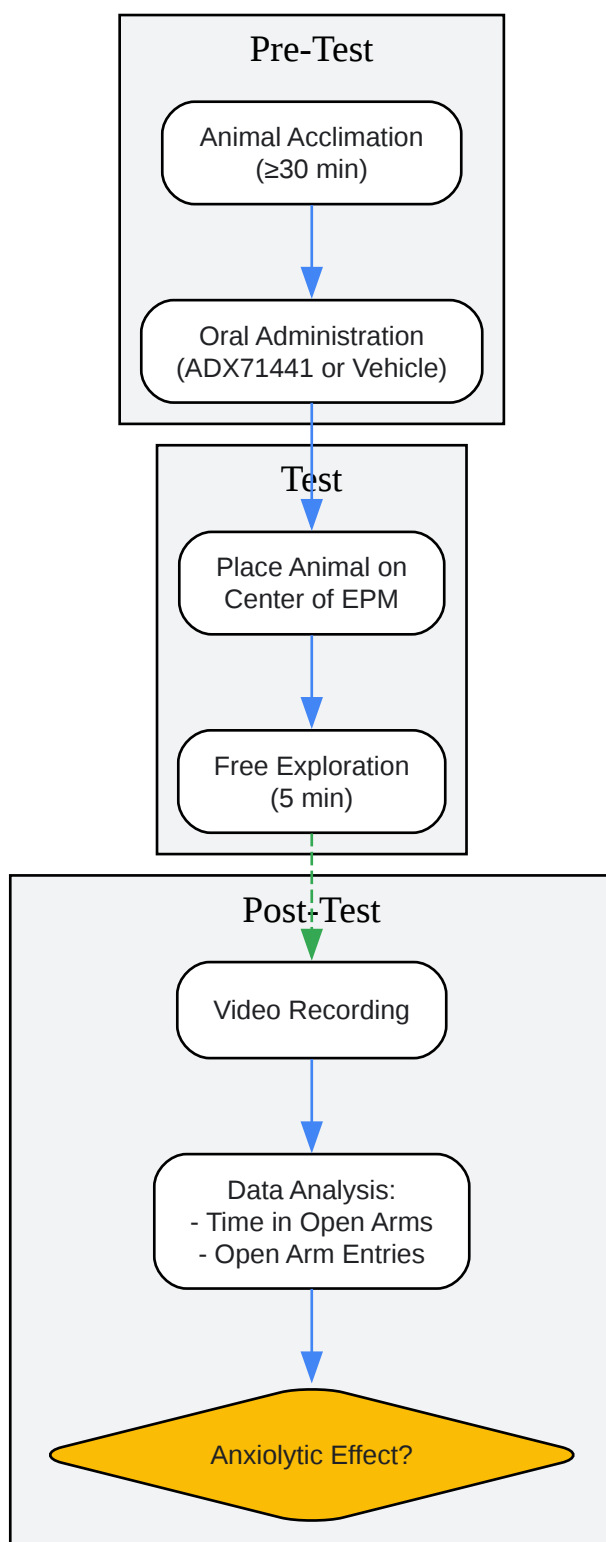 Pre-Test
Animal Acclimation
(≥30 min)
Oral Administration
(ADX71441 or Vehicle)
Test
Place Animal on
Center of EPM
Free Exploration
(5 min)
Post-Test
Video Recording
Data Analysis:
- Time in Open Arms
- Open Arm Entries
Anxiolytic Effect?